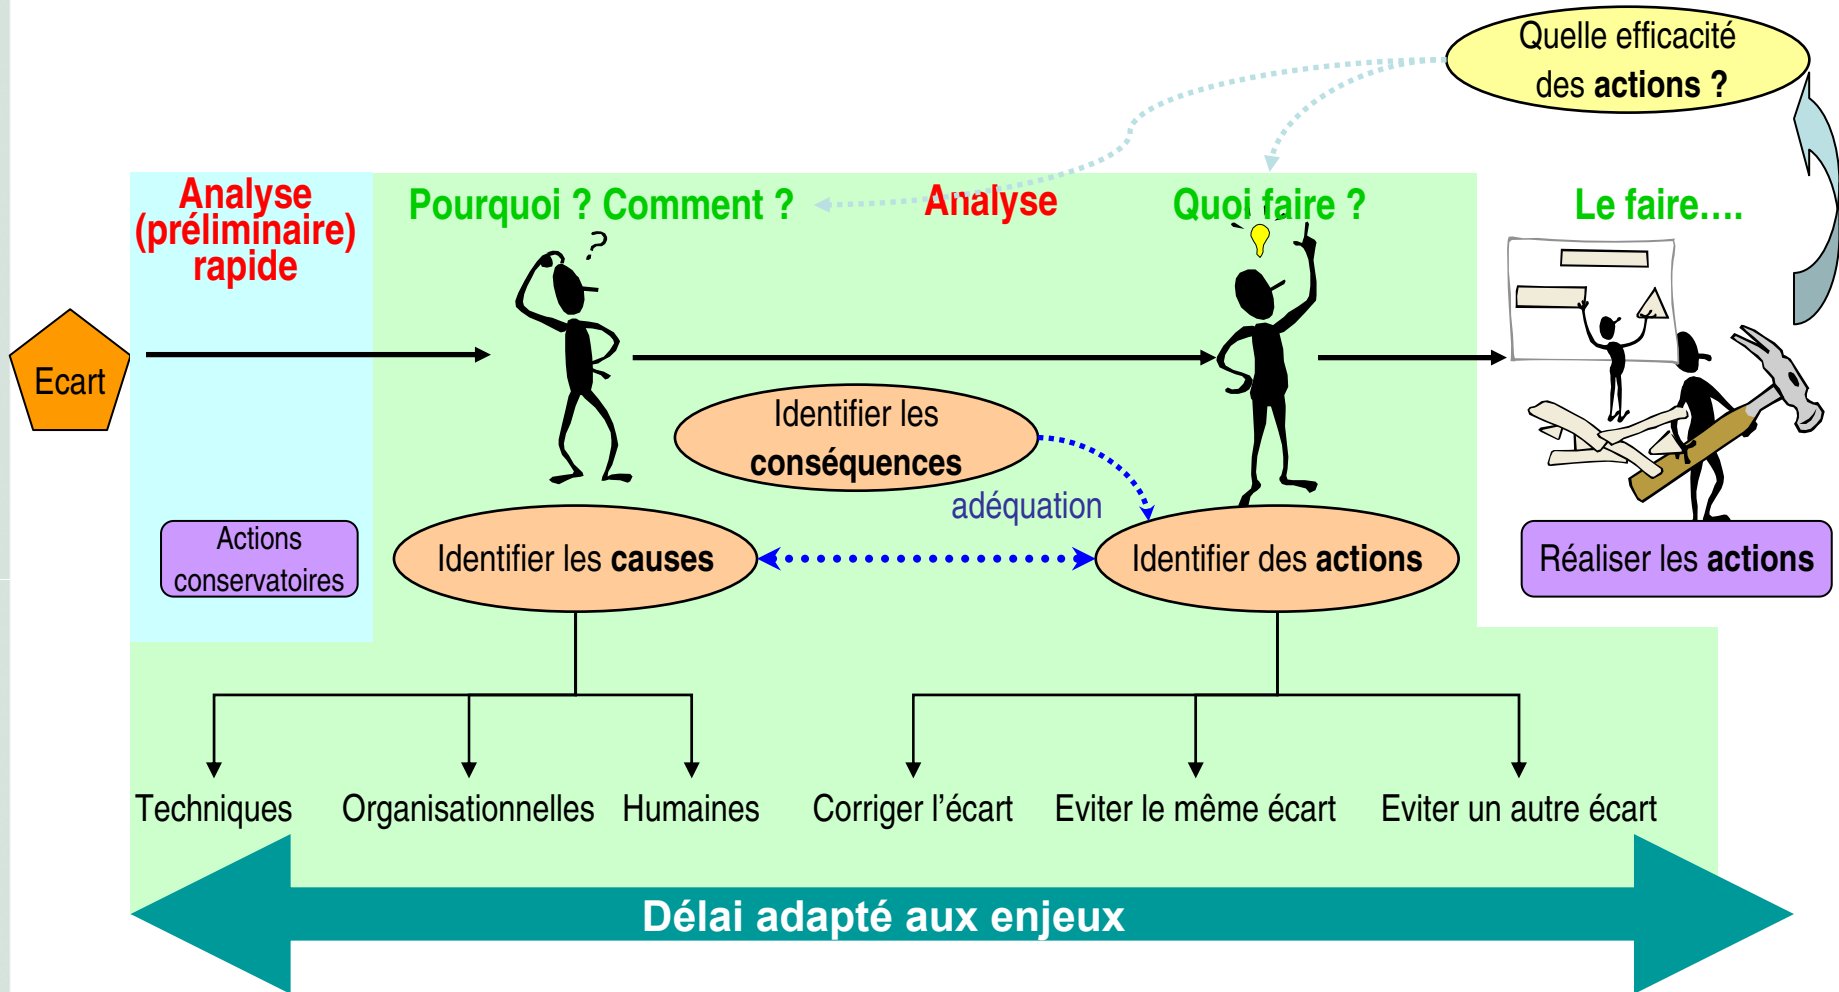 Quelle efficacité
des actions ?
Analyse
(préliminaire)
rapide
Pourquoi ? Comment ?
Analyse
Quoi faire ?
Le faire....
?
Ecart
Identifier les
conséquences
adéquation
Actions
conservatoires
Identifier les causes
Identifier des actions
Réaliser les actions
Techniques
Organisationnelles
Humaines
Corriger l’écart
Eviter le même écart
Eviter un autre écart
Délai adapté aux enjeux